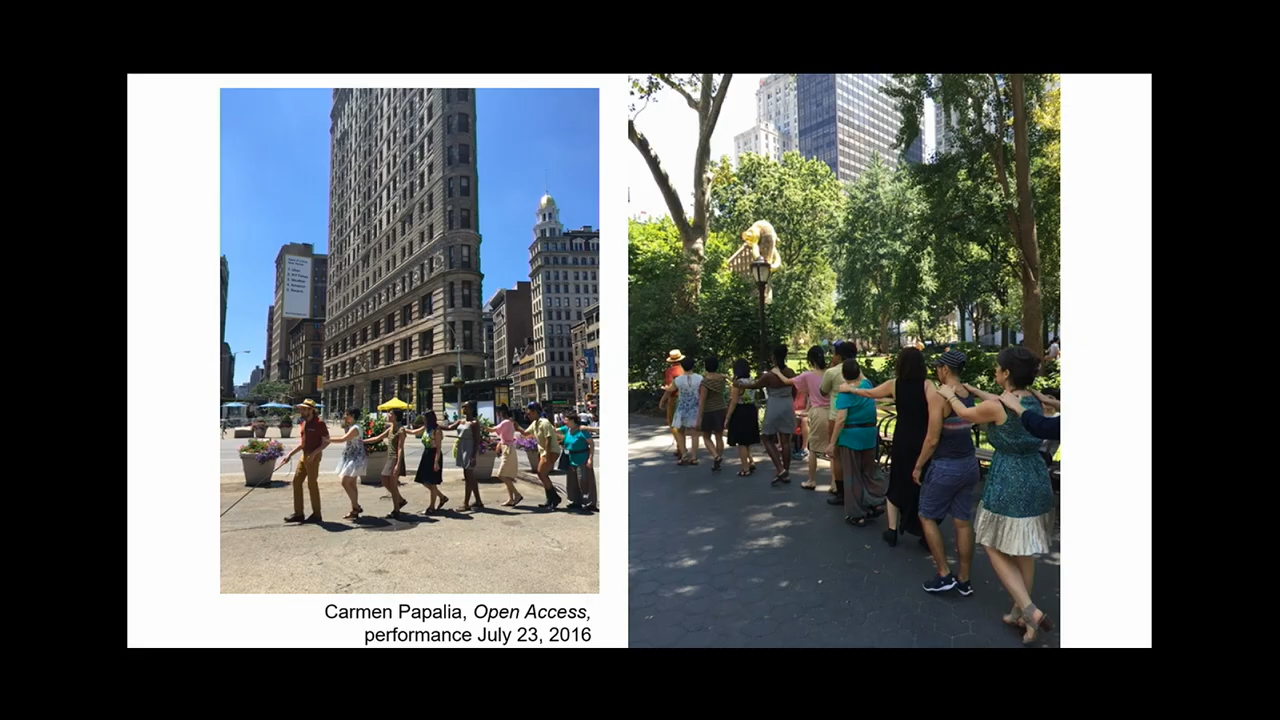 Carmen Papalia, Open Access,
performance July 23, 2016